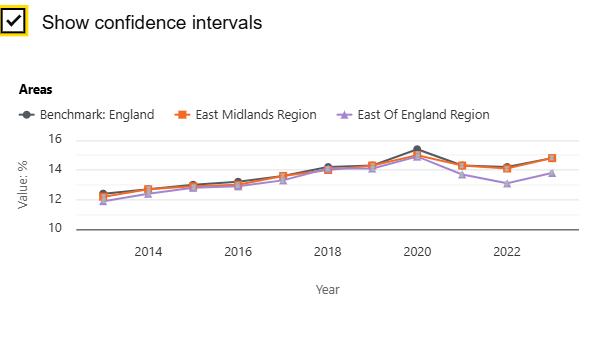 Show confidence intervals
Areas
Benchmark: England East Midlands Region East Of England Region
16
14
12
10
Value: %
2014 2016 2018 2020 2022
Year